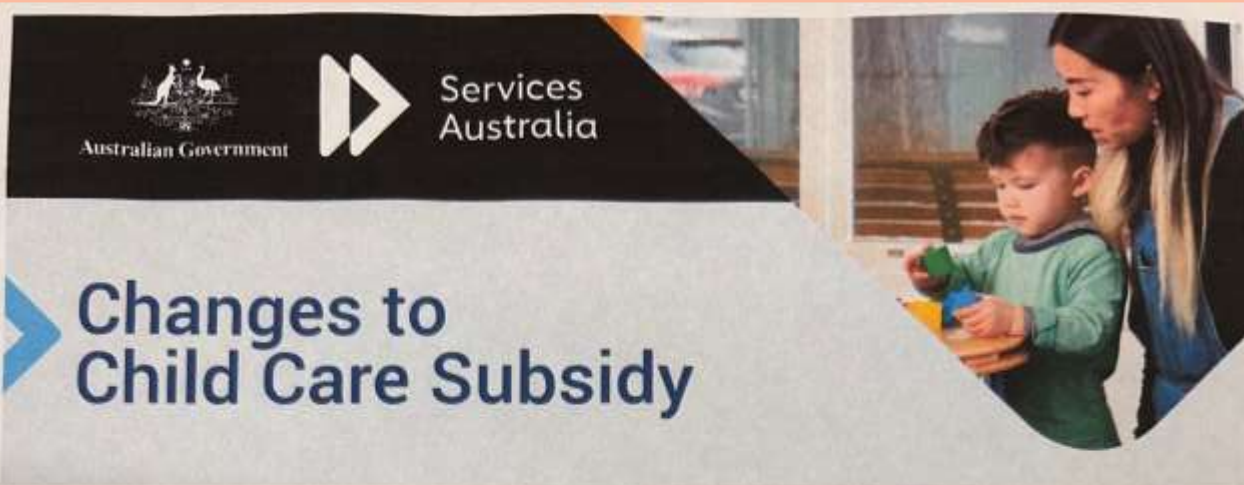 Australian Government
Services
Australia
Changes to
Child Care Subsidy